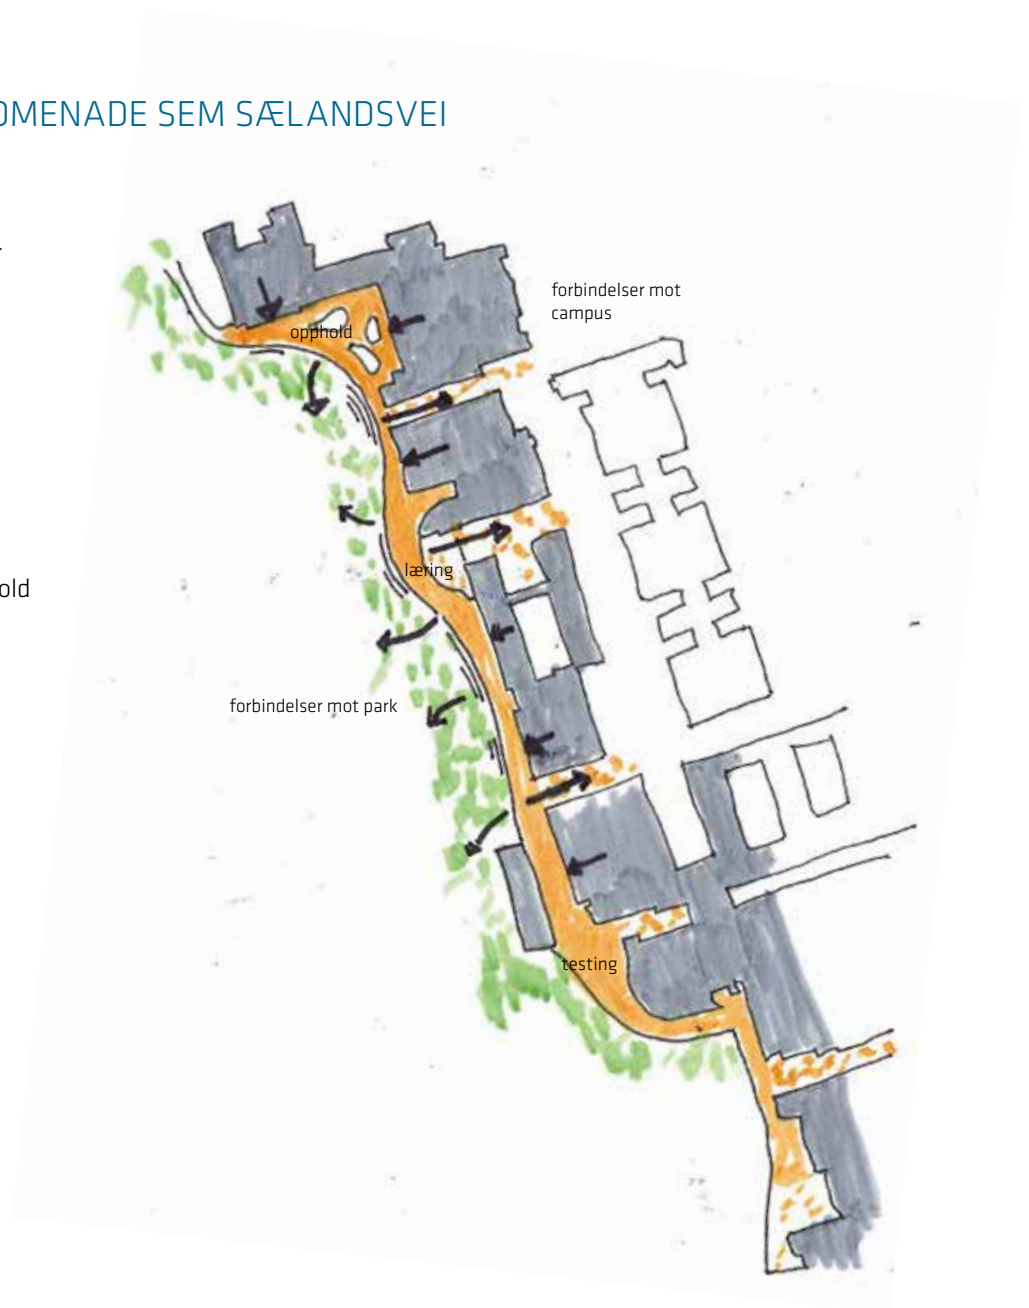 OMENADE SEM SÆLANDSVEI
forbindelser mot
campus
opphold
læring
old
forbindelser mot park
testing